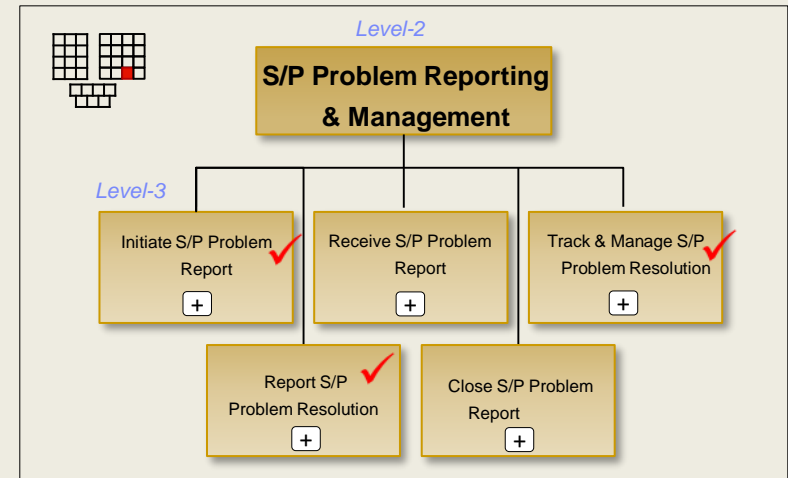 Level-2
S/P Problem Reporting
& Management
Level-3
Initiate S/P Problem
Report
+
Receive S/P Problem
Report
+
Track & Manage S/P
Problem Resolution
+
Report S/P
Problem Resolution
+
Close S/P Problem
Report
+